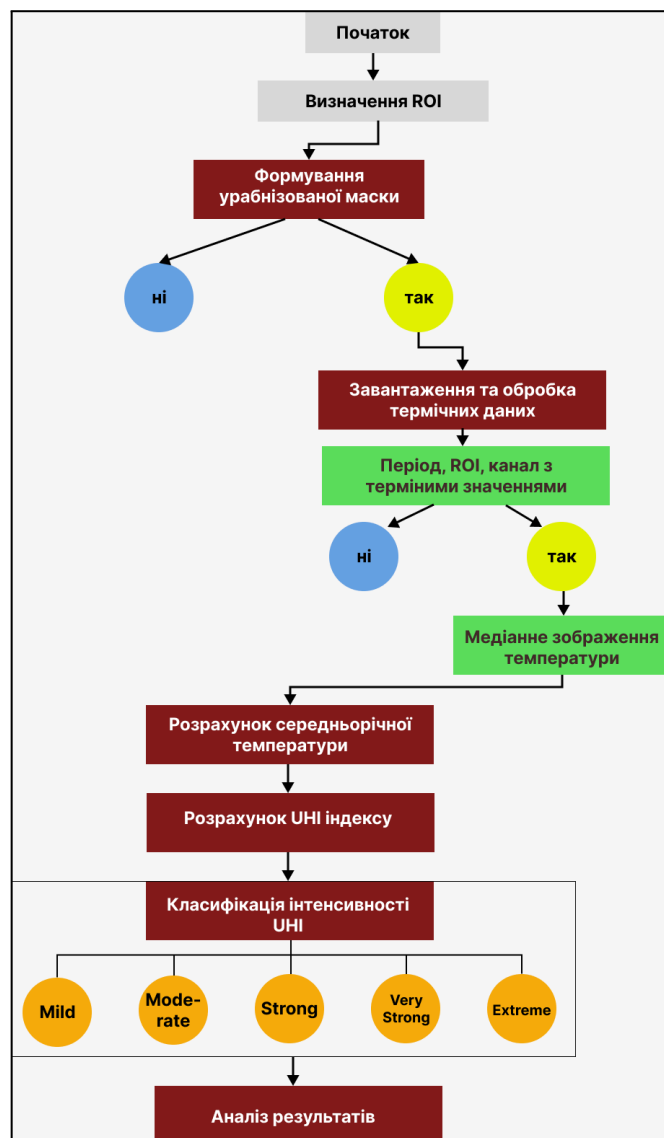 Початок
Визначення ROI
Формування
урабнізованої маски
ні
так
Завантаження та обробка
термічних даних
Період, ROI, канал з
терміними значеннями
ні
так
Медіанне зображення
температури
Розрахунок середньорічної
температури
Розрахунок UHI індексу
Класифікація інтенсивності
UHI
Mild
Mode-
rate
Strong
Very
Strong
Extreme
Аналіз результатів